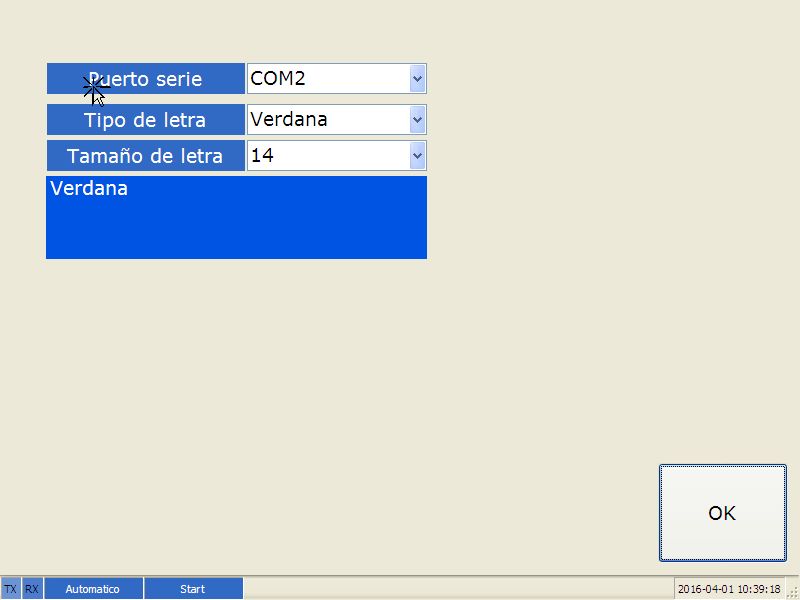 Puerto serie COM2
Tipo de letra Verdana
Tamaño de letra 14
Verdana
OK
TX RX Automatico Start 2016-04-01 10:39:18